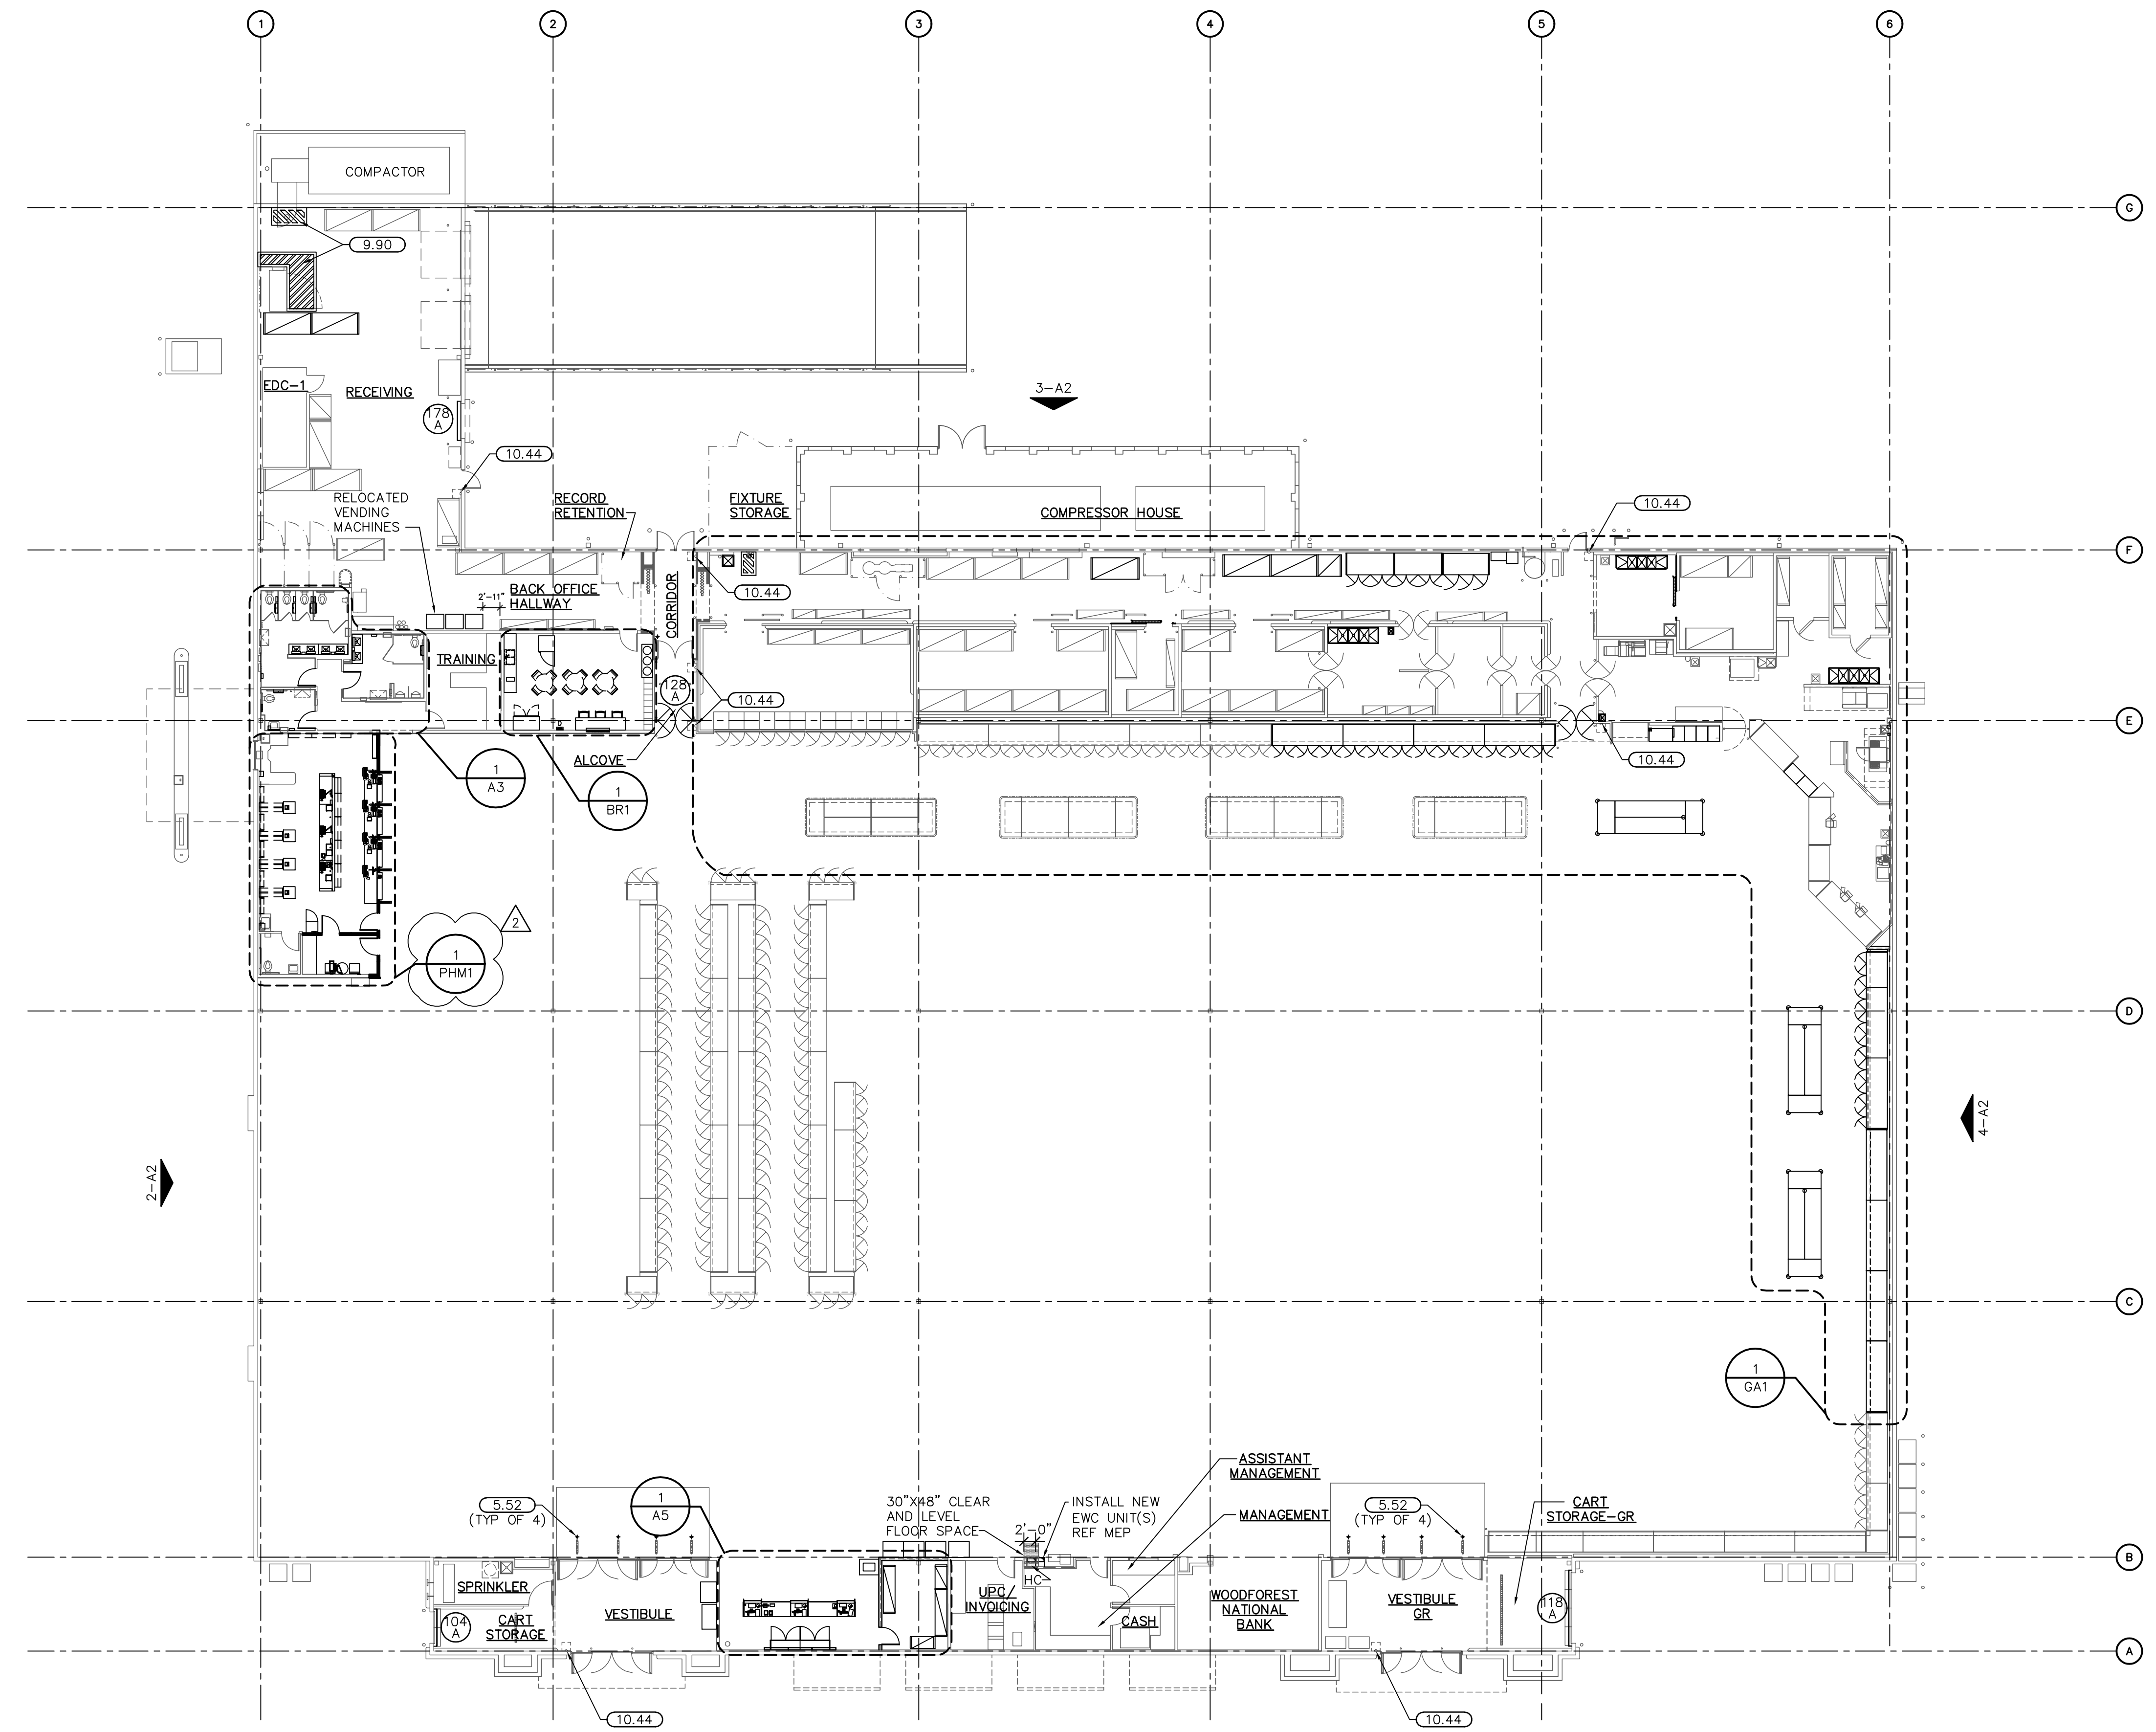 1
2
3
4
5
6
COMPACTOR
G
9.90
3-A2
EDC-1
RECEIVING
178
A
10.44
RELOCATED
VENDING
MACHINES
RECORD
RETENTION
FIXTURE
STORAGE
COMPRESSOR HOUSE
10.44
F
2'-11"
BACK OFFICE
HALLWAY
CORRIDOR
10.44
TRAINING
128
A
10.44
E
ALCOVE
10.44
1
A3
1
BR1
2
1
PHM1
D
4-A2
2-A2
C
1
GA1
ASSISTANT
MANAGEMENT
1
A5
5.52
(TYP OF 4)
30"X48" CLEAR
AND LEVEL
FLOOR SPACE
2'-0"
INSTALL NEW
EWC UNIT(S)
REF MEP
MANAGEMENT
5.52
(TYP OF 4)
CART
STORAGE-GR
B
HC
SPRINKLER
104
A
CART
STORAGE
VESTIBULE
UPC/
INVOICING
CASH
WOODFOREST
NATIONAL
BANK
VESTIBULE
GR
118
A
A
10.44
10.44